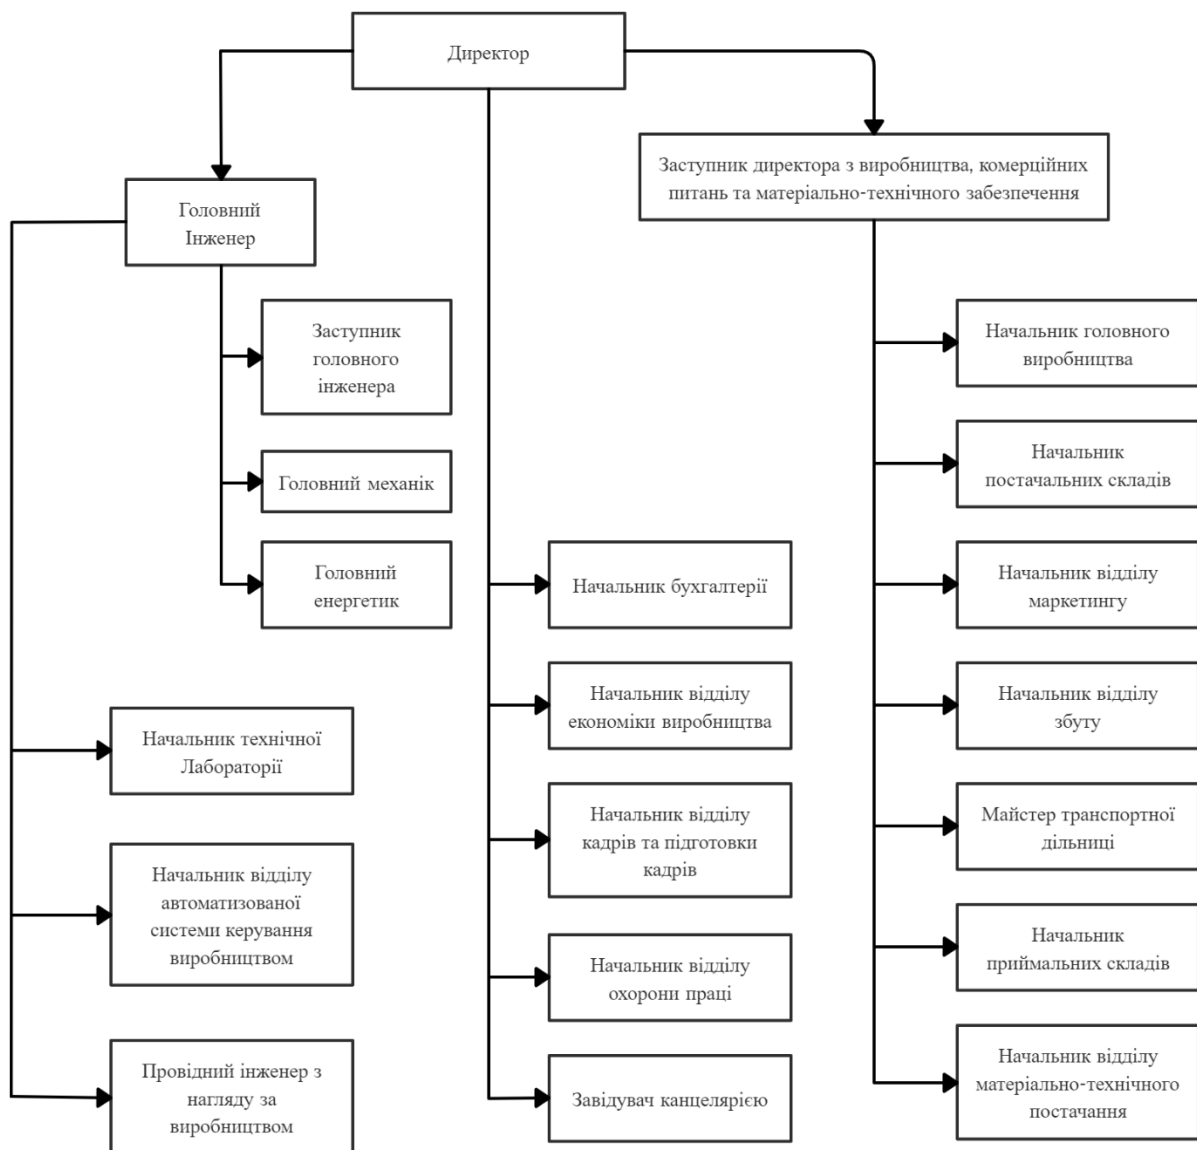 Директор
Заступник директора з виробництва, комерційних
питань та матеріально-технічного забезпечення
Головний
Інженер
Заступник
головного
інженера
Головний механік
Головний
енергетик
Начальник технічної
Лабораторії
Начальник відділу
автоматизованої
системи керування
виробництвом
Провідний інженер з
нагляду за
виробництвом
Начальник бухгалтерії
Начальник відділу
економіки виробництва
Начальник відділу
кадрів та підготовки
кадрів
Начальник відділу
охорони праці
Завідувач канцелярією
Начальник головного
виробництва
Начальник
постачальних складів
Начальник відділу
маркетингу
Начальник відділу
збуту
Майстер транспортної
дільниці
Начальник
приймальних складів
Начальник відділу
матеріально-технічного
постачання